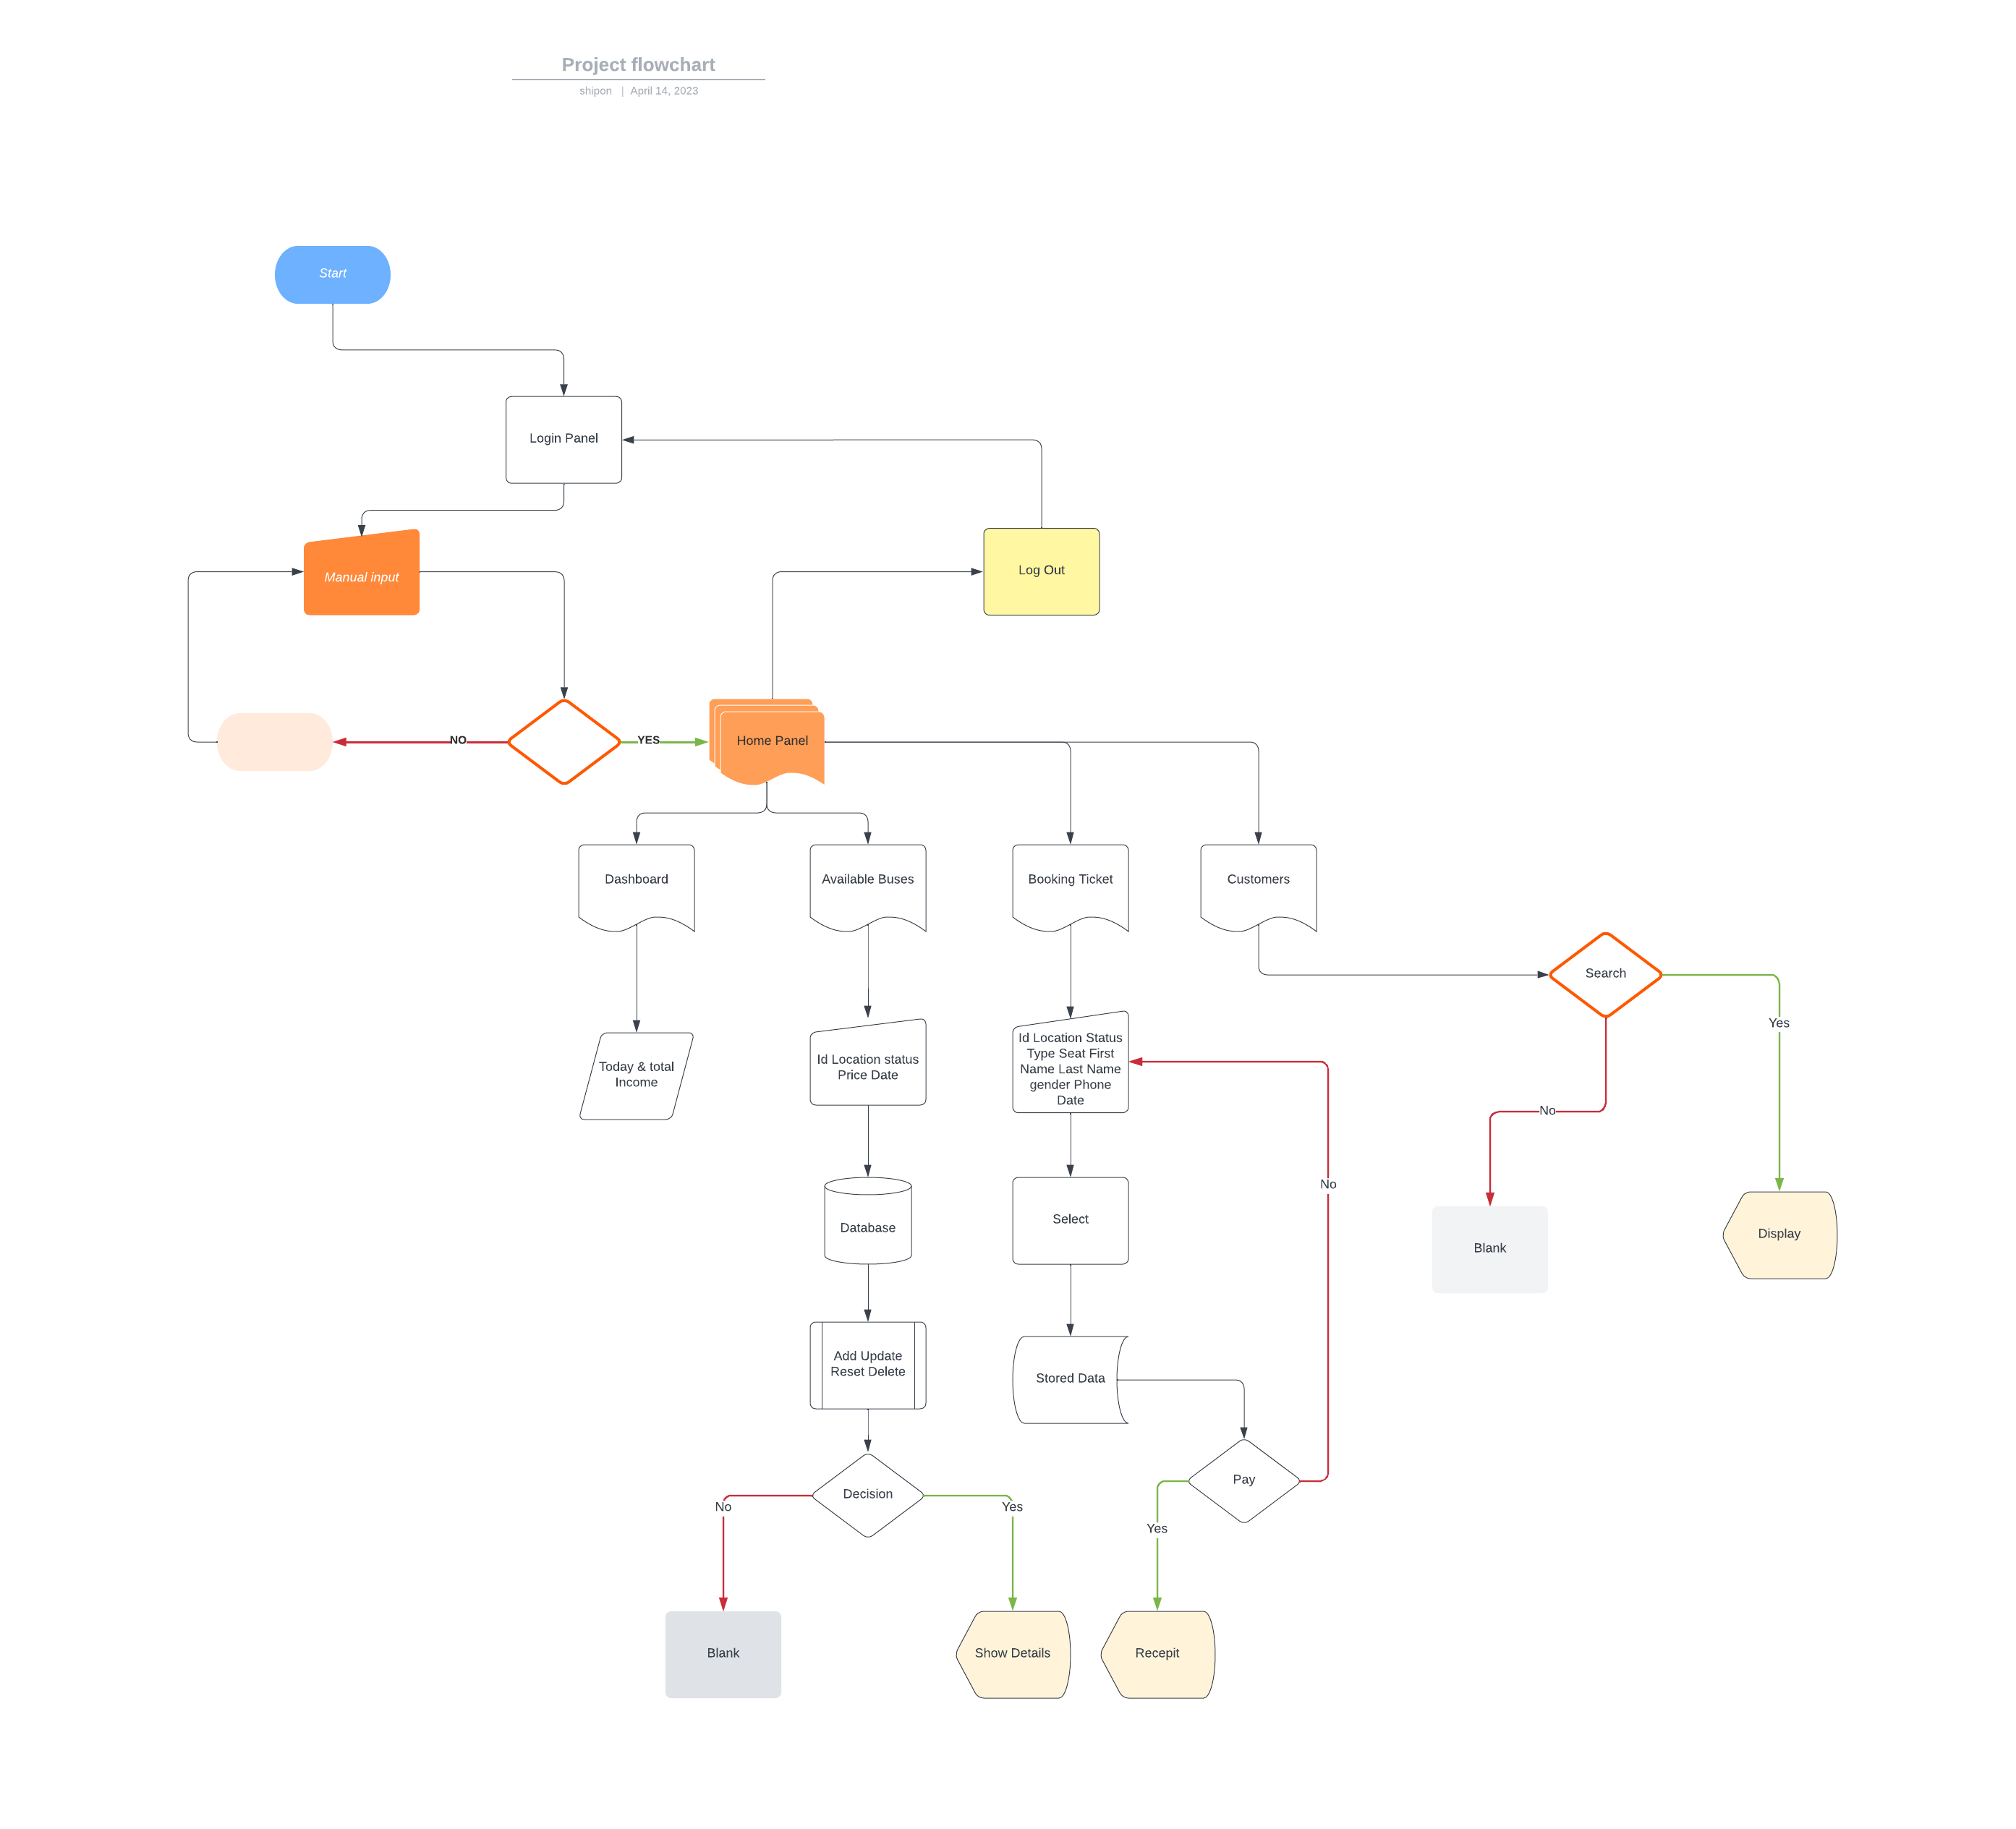 Project flowchart
shipon | April 14, 2023
Start
Login Panel
Manual input
Log Out
NO
YES
Home Panel
Dashboard
Available Buses
Booking Ticket
Customers
Search
Yes
No
Today & total
Income
Id Location status
Price Date
Id Location Status
Type Seat First
Name Last Name
gender Phone
Date
No
Database
Select
Blank
Display
Add Update
Reset Delete
Stored Data
Decision
Pay
No
Yes
Yes
Blank
Show Details
Recepit